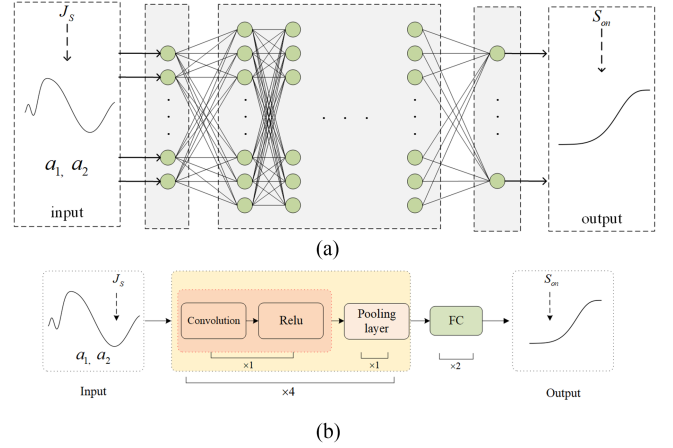 J_S
S_on
a_1, a_2
input
. . .
output
(a)
J_S
S_on
Convolution
Relu
Pooling
layer
FC
a_1, a_2
×1
×1
×2
Input
×4
Output
(b)